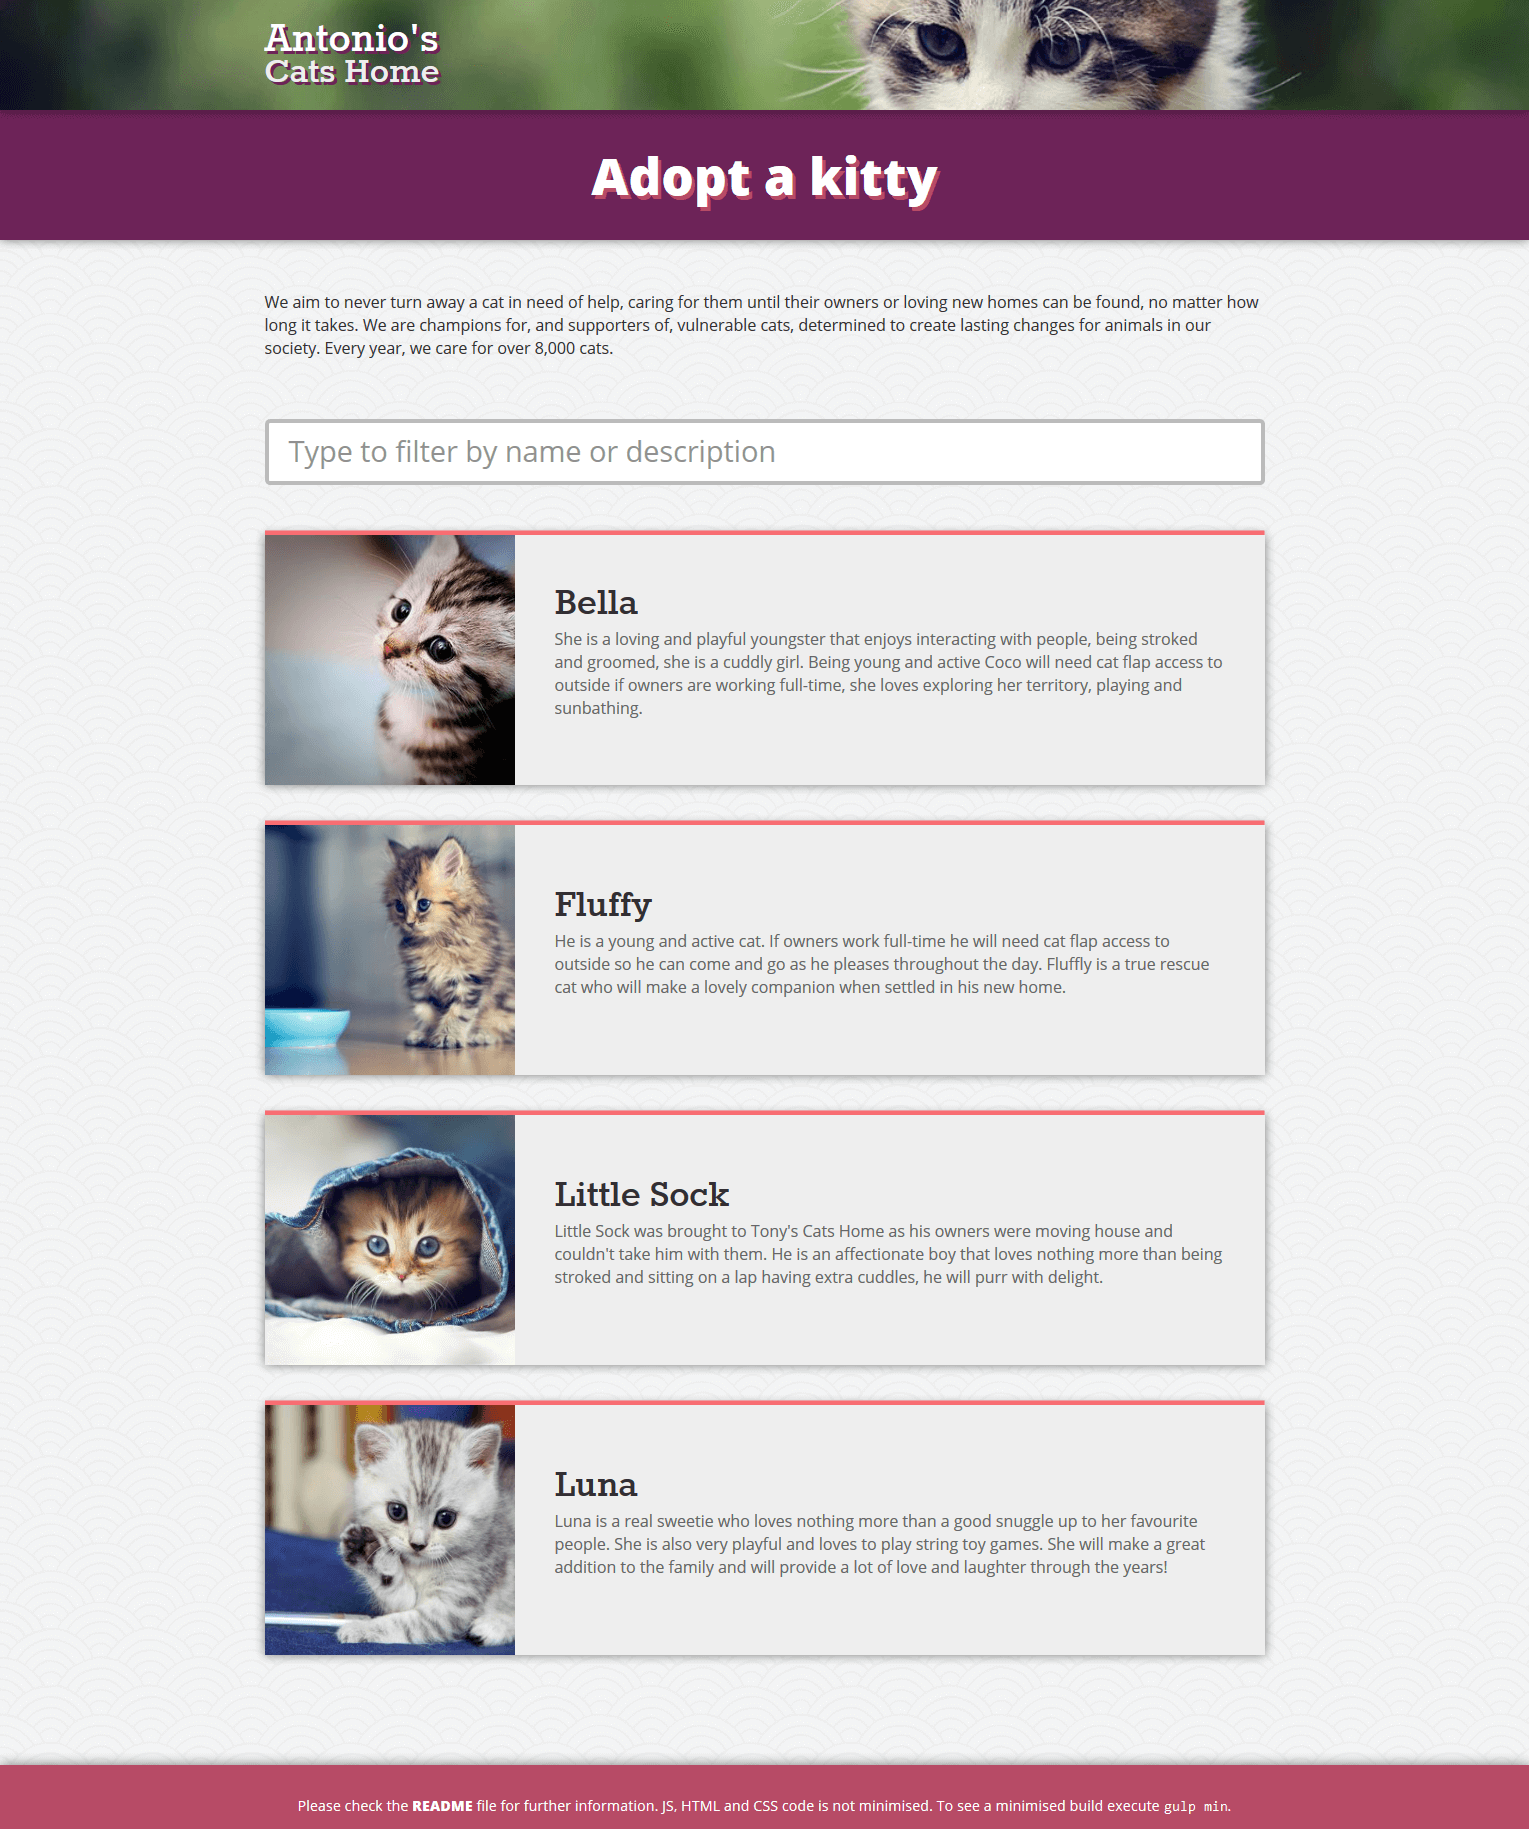 Antonio's
Cats Home
Adopt a kitty
We aim to never turn away a cat in need of help, caring for them until their owners or loving new homes can be found, no matter how
long it takes. We are champions for, and supporters of, vulnerable cats, determined to create lasting changes for animals in our
society. Every year, we care for over 8,000 cats.
Type to filter by name or description
Bella
She is a loving and playful youngster that enjoys interacting with people, being stroked
and groomed, she is a cuddly girl. Being young and active Coco will need cat flap access to
outside if owners are working full-time, she loves exploring her territory, playing and
sunbathing.
Fluffy
He is a young and active cat. If owners work full-time he will need cat flap access to
outside so he can come and go as he pleases throughout the day. Fluffly is a true rescue
cat who will make a lovely companion when settled in his new home.
Little Sock
Little Sock was brought to Tony's Cats Home as his owners were moving house and
couldn't take him with them. He is an affectionate boy that loves nothing more than being
stroked and sitting on a lap having extra cuddles, he will purr with delight.
Luna
Luna is a real sweetie who loves nothing more than a good snuggle up to her favourite
people. She is also very playful and loves to play string toy games. She will make a great
addition to the family and will provide a lot of love and laughter through the years!
Please check the README file for further information. JS, HTML and CSS code is not minimised. To see a minimised build execute gulp min.